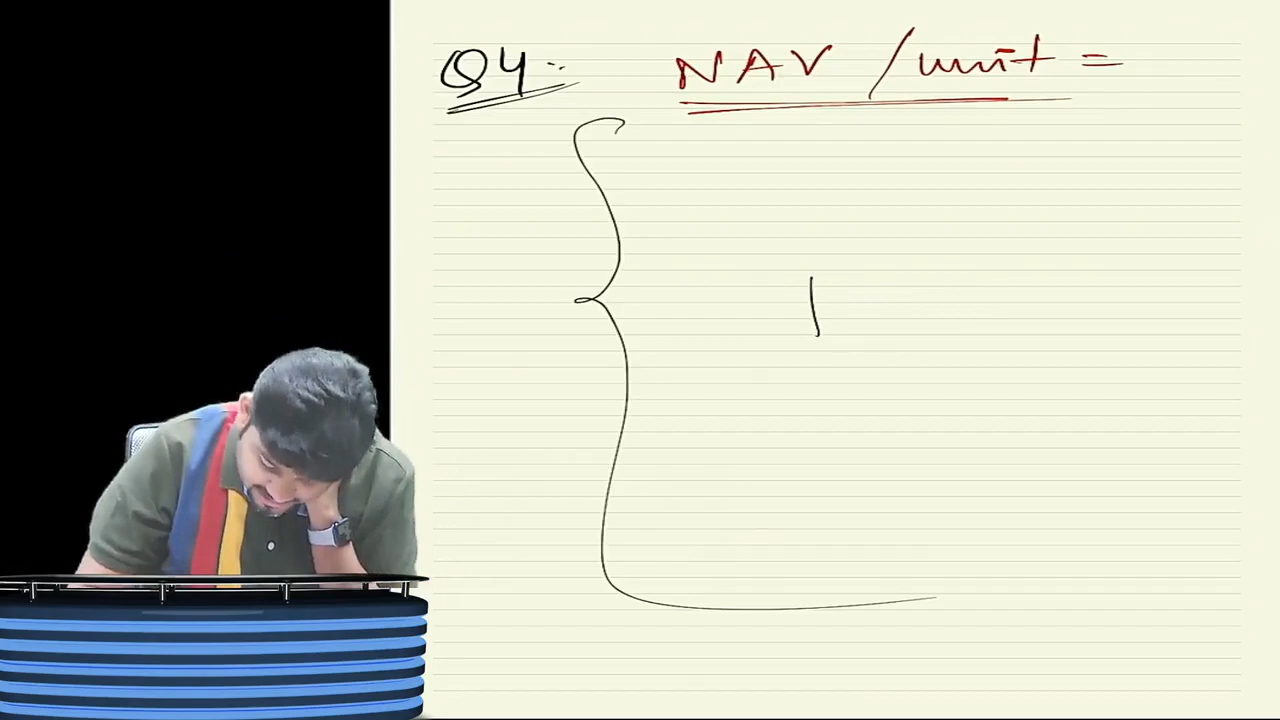 Q4:- NAV /unit =